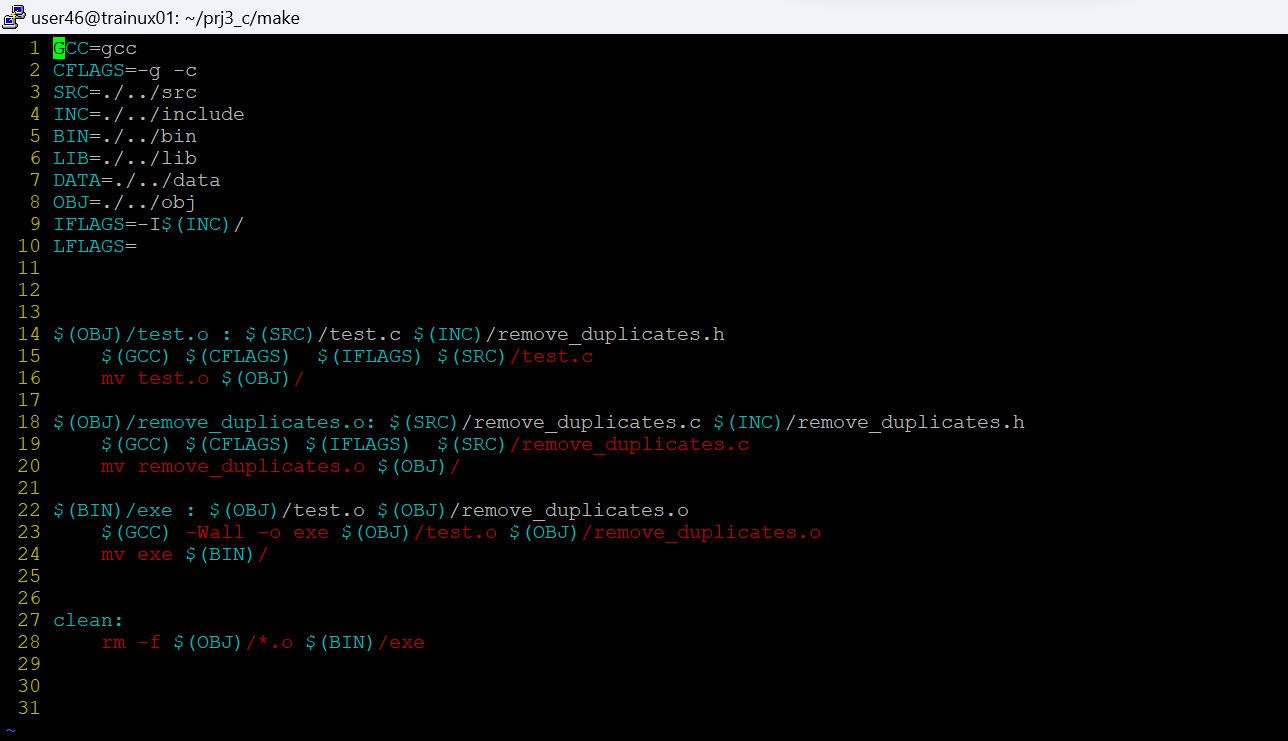 user46@trainux01: ~/prj3_c/make
1 GCC=gcc
2 CFLAGS=-g -c
3 SRC=./../src
4 INC=./../include
5 BIN=./../bin
6 LIB=./../lib
7 DATA=./../data
8 OBJ=./../obj
9 IFLAGS=-I$(INC)/
10 LFLAGS=
11
12
13
14 $(OBJ)/test.o : $(SRC)/test.c $(INC)/remove_duplicates.h
15     $(GCC) $(CFLAGS)  $(IFLAGS) $(SRC)/test.c
16     mv test.o $(OBJ)/
17
18 $(OBJ)/remove_duplicates.o: $(SRC)/remove_duplicates.c $(INC)/remove_duplicates.h
19     $(GCC) $(CFLAGS) $(IFLAGS)  $(SRC)/remove_duplicates.c
20     mv remove_duplicates.o $(OBJ)/
21
22 $(BIN)/exe : $(OBJ)/test.o $(OBJ)/remove_duplicates.o
23     $(GCC) -Wall -o exe $(OBJ)/test.o $(OBJ)/remove_duplicates.o
24     mv exe $(BIN)/
25
26
27 clean:
28     rm -f $(OBJ)/*.o $(BIN)/exe
29
30
31
~